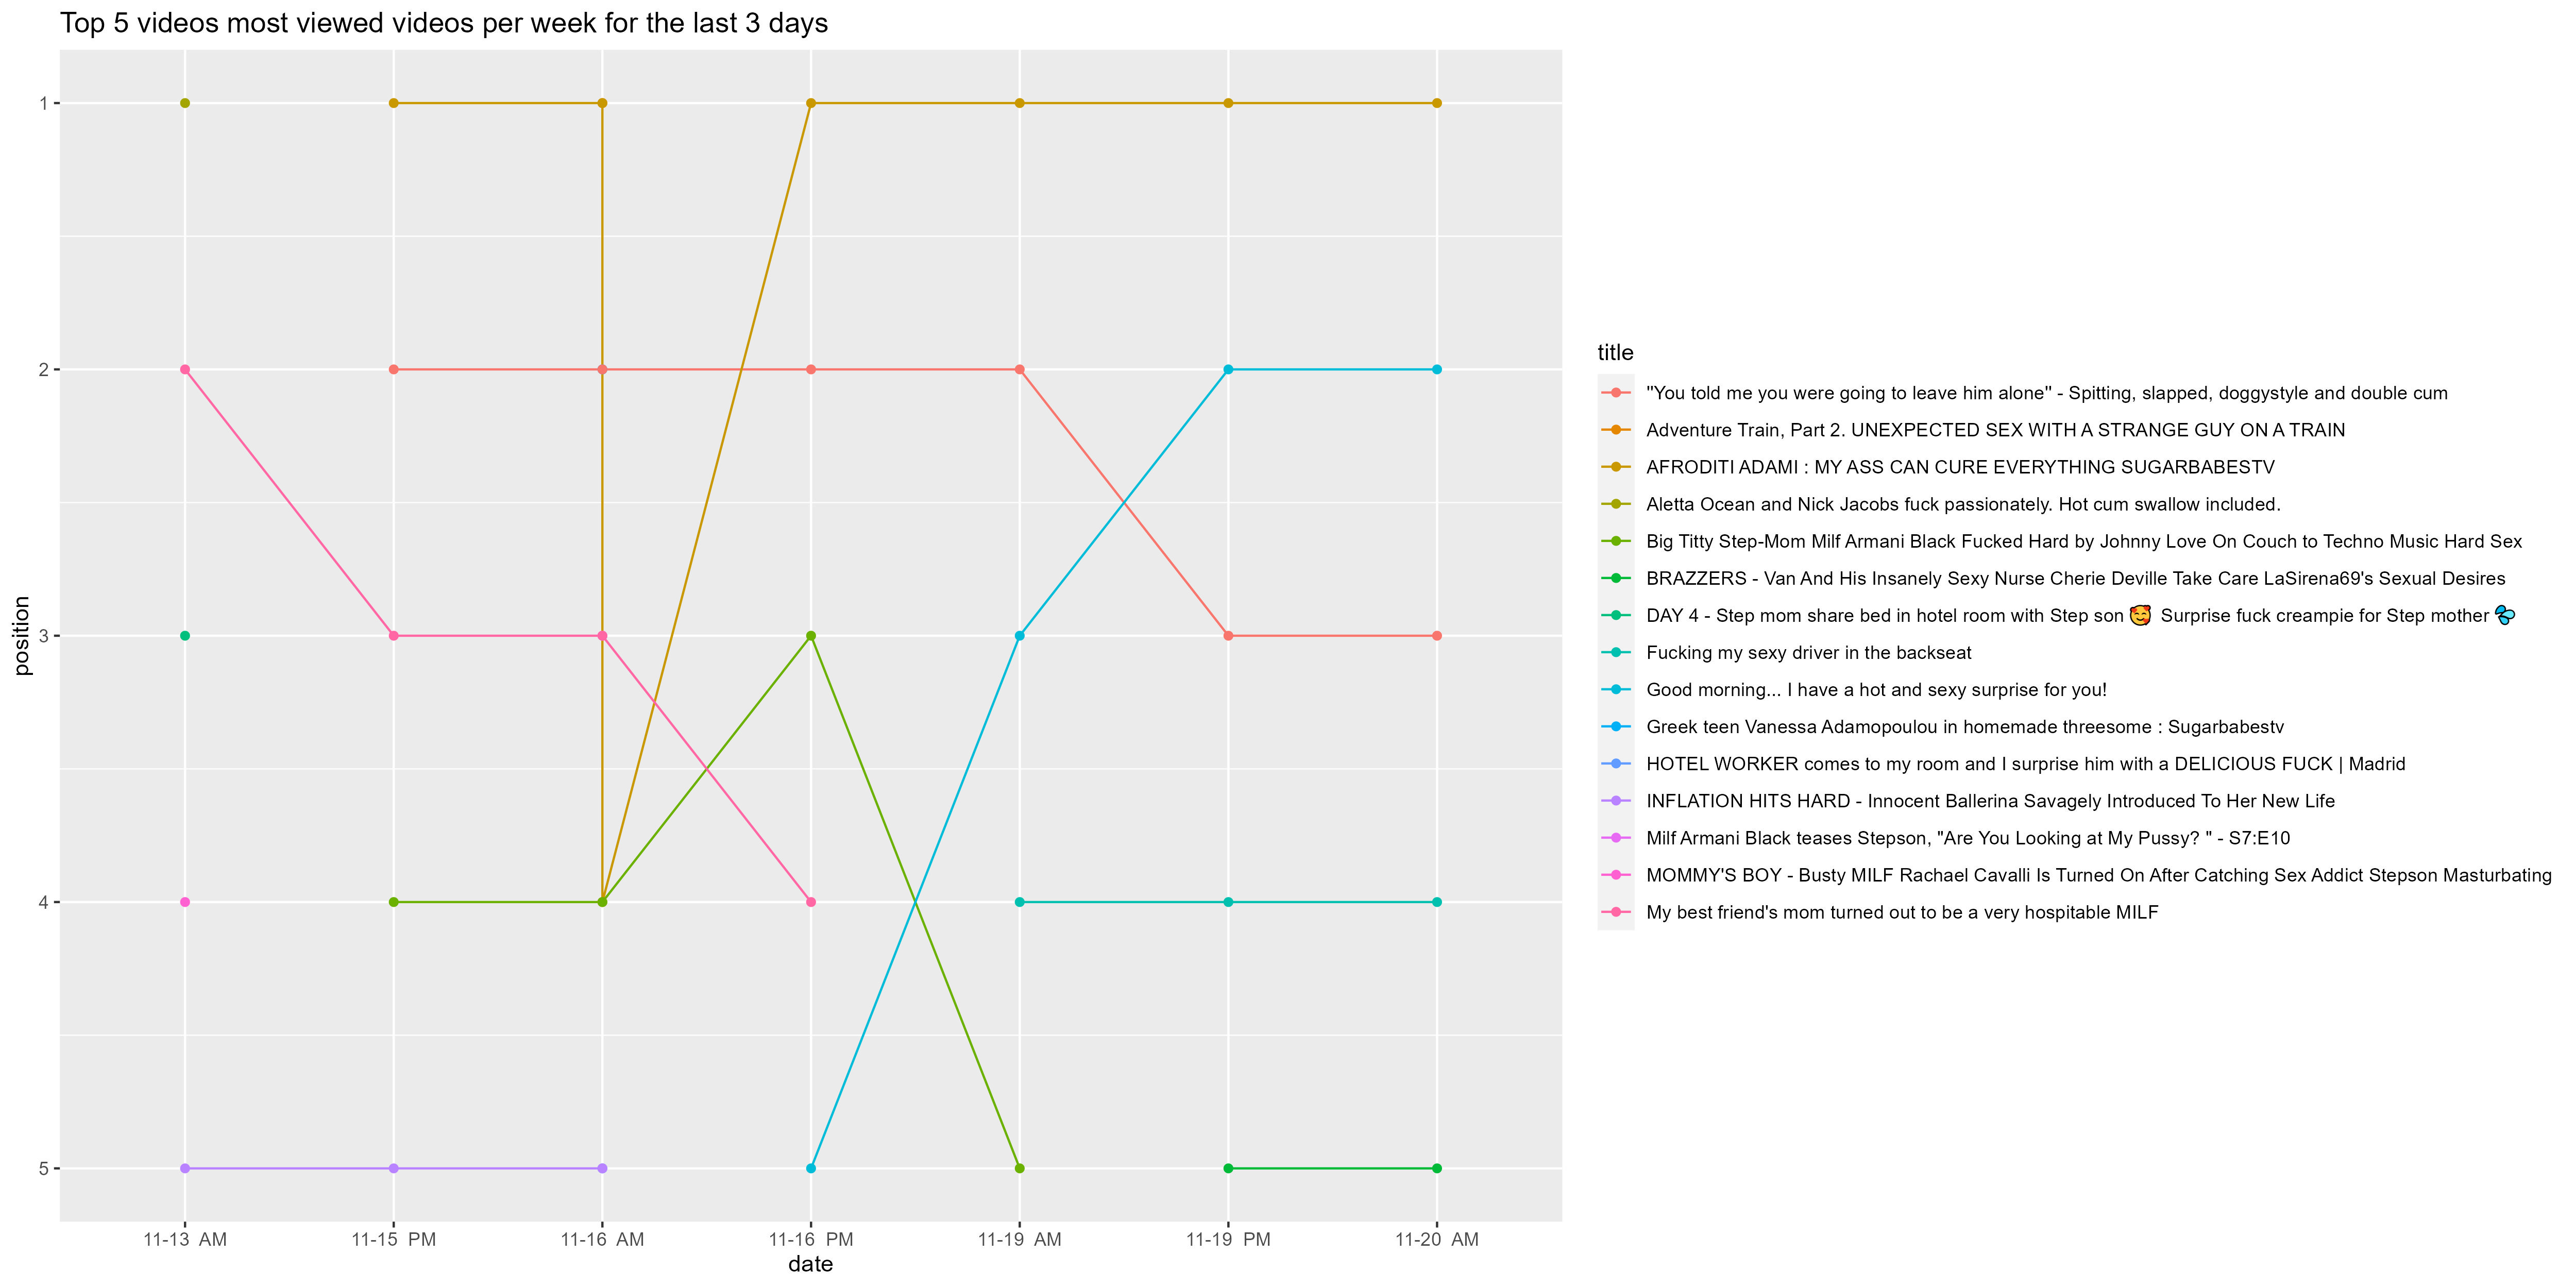 Top 5 videos most viewed videos per week for the last 3 days
position
1
2
3
4
5
11-13 AM
11-15 PM
11-16 AM
11-16 PM
11-19 AM
11-19 PM
11-20 AM
date
title
"You told me you were going to leave him alone" - Spitting, slapped, doggystyle and double cum
Adventure Train, Part 2. UNEXPECTED SEX WITH A STRANGE GUY ON A TRAIN
AFRODITI ADAMI : MY ASS CAN CURE EVERYTHING SUGARBABESTV
Aletta Ocean and Nick Jacobs fuck passionately. Hot cum swallow included.
Big Titty Step-Mom Milf Armani Black Fucked Hard by Johnny Love On Couch to Techno Music Hard Sex
BRAZZERS - Van And His Insanely Sexy Nurse Cherie Deville Take Care LaSirena69's Sexual Desires
DAY 4 - Step mom share bed in hotel room with Step son 🥰 Surprise fuck creampie for Step mother 💦
Fucking my sexy driver in the backseat
Good morning... I have a hot and sexy surprise for you!
Greek teen Vanessa Adamopoulou in homemade threesome : Sugarbabestv
HOTEL WORKER comes to my room and I surprise him with a DELICIOUS FUCK | Madrid
INFLATION HITS HARD - Innocent Ballerina Savagely Introduced To Her New Life
Milf Armani Black teases Stepson, "Are You Looking at My Pussy? " - S7:E10
MOMMY'S BOY - Busty MILF Rachael Cavalli Is Turned On After Catching Sex Addict Stepson Masturbating
My best friend's mom turned out to be a very hospitable MILF